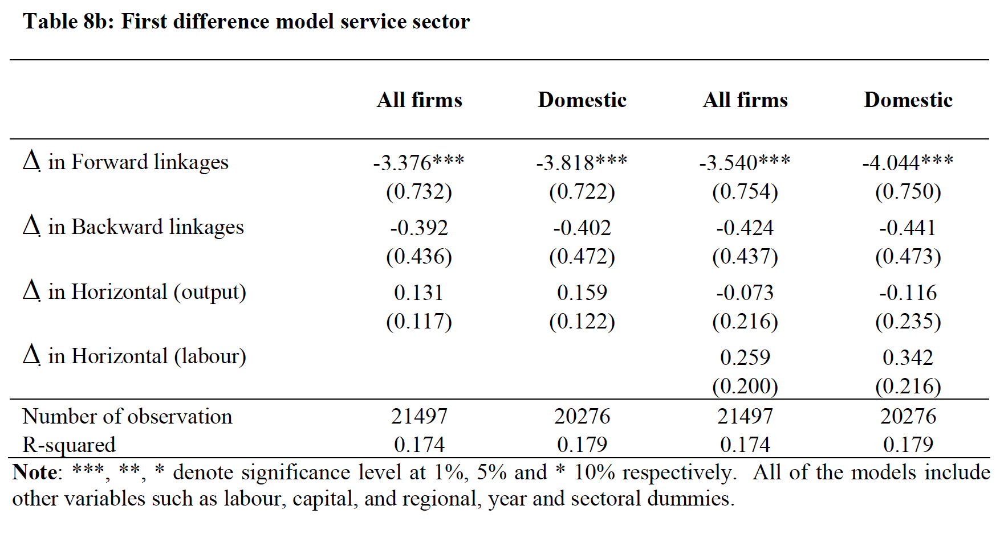 Table 8b: First difference model service sector
All firms Domestic All firms Domestic
Δ in Forward linkages -3.376*** -3.818*** -3.540*** -4.044***
(0.732) (0.722) (0.754) (0.750)
Δ in Backward linkages -0.392 -0.402 -0.424 -0.441
(0.436) (0.472) (0.437) (0.473)
Δ in Horizontal (output) 0.131 0.159 -0.073 -0.116
(0.117) (0.122) (0.216) (0.235)
Δ in Horizontal (labour) 0.259 0.342
(0.200) (0.216)
Number of observation 21497 20276 21497 20276
R-squared 0.174 0.179 0.174 0.179
Note: ***, **, * denote significance level at 1%, 5% and * 10% respectively. All of the models include
other variables such as labour, capital, and regional, year and sectoral dummies.